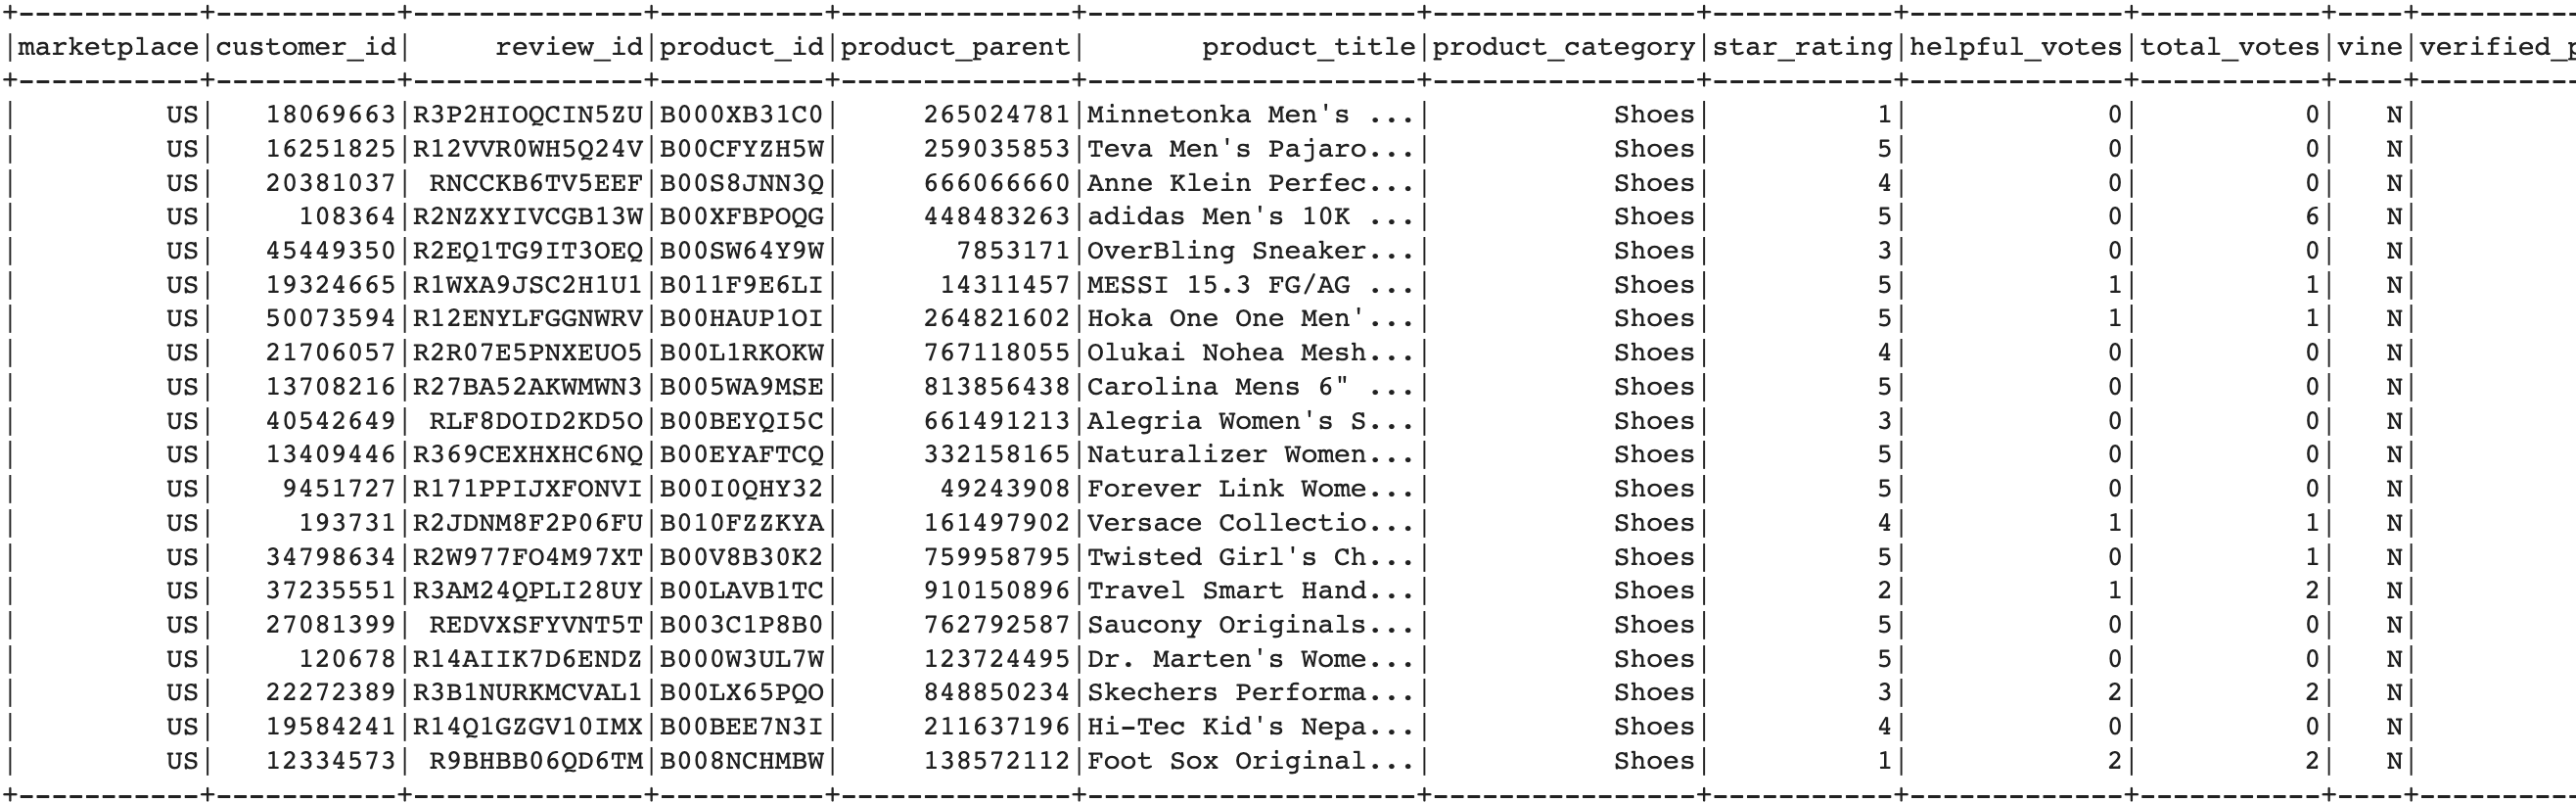 +-----------+-----------+--------------+----------+--------------+--------------------+----------------+-----------+-------------+-----------+----+----------
|marketplace|customer_id|     review_id|product_id|product_parent|       product_title|product_category|star_rating|helpful_votes|total_votes|vine|verified_p
+-----------+-----------+--------------+----------+--------------+--------------------+----------------+-----------+-------------+-----------+----+----------
|         US|   18069663|R3P2HIOQCIN5ZU|B000XB31C0|     265024781|Minnetonka Men's ...|           Shoes|          1|            0|          0|   N|
|         US|   16251825|R12VVR0WH5Q24V|B00CFYZH5W|     259035853|Teva Men's Pajaro...|           Shoes|          5|            0|          0|   N|
|         US|   20381037| RNCCKB6TV5EEF|B00S8JNN3Q|     666066660|Anne Klein Perfec...|           Shoes|          4|            0|          0|   N|
|         US|     108364|R2NZXYIVCGB13W|B00XFBPOQG|     448483263|adidas Men's 10K ...|           Shoes|          5|            0|          6|   N|
|         US|   45449350|R2EQ1TG9IT3OEQ|B00SW64Y9W|       7853171|OverBling Sneaker...|           Shoes|          3|            0|          0|   N|
|         US|   19324665|R1WXA9JSC2H1U1|B011F9E6LI|      14311457|MESSI 15.3 FG/AG ...|           Shoes|          5|            1|          1|   N|
|         US|   50073594|R12ENYLFGGNWRV|B00HAUP1OI|     264821602|Hoka One One Men'...|           Shoes|          5|            1|          1|   N|
|         US|   21706057|R2R07E5PNXEUO5|B00L1RKOKW|     767118055|Olukai Nohea Mesh...|           Shoes|          4|            0|          0|   N|
|         US|   13708216|R27BA52AKWMWN3|B005WA9MSE|     813856438|Carolina Mens 6" ...|           Shoes|          5|            0|          0|   N|
|         US|   40542649| RLF8DOID2KD5O|B00BEYQI5C|     661491213|Alegria Women's S...|           Shoes|          3|            0|          0|   N|
|         US|   13409446|R369CEXHXHC6NQ|B00EYAFTCQ|     332158165|Naturalizer Women...|           Shoes|          5|            0|          0|   N|
|         US|    9451727|R171PPIJXFONVI|B00I0QHY32|      49243908|Forever Link Wome...|           Shoes|          5|            0|          0|   N|
|         US|     193731|R2JDNM8F2P06FU|B010FZZKYA|     161497902|Versace Collectio...|           Shoes|          4|            1|          1|   N|
|         US|   34798634|R2W977FO4M97XT|B00V8B30K2|     759958795|Twisted Girl's Ch...|           Shoes|          5|            0|          1|   N|
|         US|   37235551|R3AM24QPLI28UY|B00LAVB1TC|     910150896|Travel Smart Hand...|           Shoes|          2|            1|          2|   N|
|         US|   27081399| REDVXSFYVNT5T|B003C1P8B0|     762792587|Saucony Originals...|           Shoes|          5|            0|          0|   N|
|         US|     120678|R14AIIK7D6ENDZ|B000W3UL7W|     123724495|Dr. Marten's Wome...|           Shoes|          5|            0|          0|   N|
|         US|   22272389|R3B1NURKMCVAL1|B00LX65PQO|     848850234|Skechers Performa...|           Shoes|          3|            2|          2|   N|
|         US|   19584241|R14Q1GZGV10IMX|B00BEE7N3I|     211637196|Hi-Tec Kid's Nepa...|           Shoes|          4|            0|          0|   N|
|         US|   12334573| R9BHBB06QD6TM|B008NCHMBW|     138572112|Foot Sox Original...|           Shoes|          1|            2|          2|   N|
+-----------+-----------+--------------+----------+--------------+--------------------+----------------+-----------+-------------+-----------+----+----------